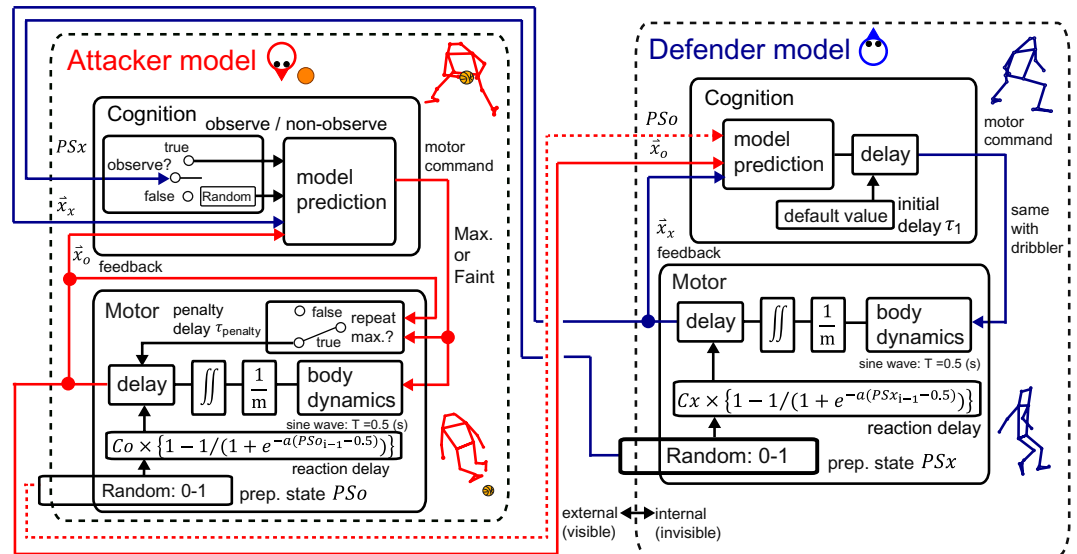 Attacker model
Cognition
observe / non-observe
PSx
true
observe?
false
Random
model
prediction
motor
command
x⃗ₓ
x⃗ₒ
feedback
Max.
or
Faint
Motor
penalty
delay τ_penalty
false
true
repeat
max.?
delay
∬
1/m
body
dynamics
sine wave: T =0.5 (s)
Co × {1 − 1/(1 + e^{−a(PSo_{i−1}−0.5)})}
reaction delay
Random: 0-1
prep. state PSo
Defender model
Cognition
PSo
x⃗ₒ
model
prediction
delay
motor
command
default value
initial
delay τ₁
same
with
dribbler
x⃗ₓ
feedback
Motor
delay
∬
1/m
body
dynamics
sine wave: T = 0.5 (s)
Cx × {1 − 1/(1 + e^{−a(PSx_{i−1}−0.5)})}
reaction delay
Random: 0-1
prep. state PSx
external
(visible)
internal
(invisible)